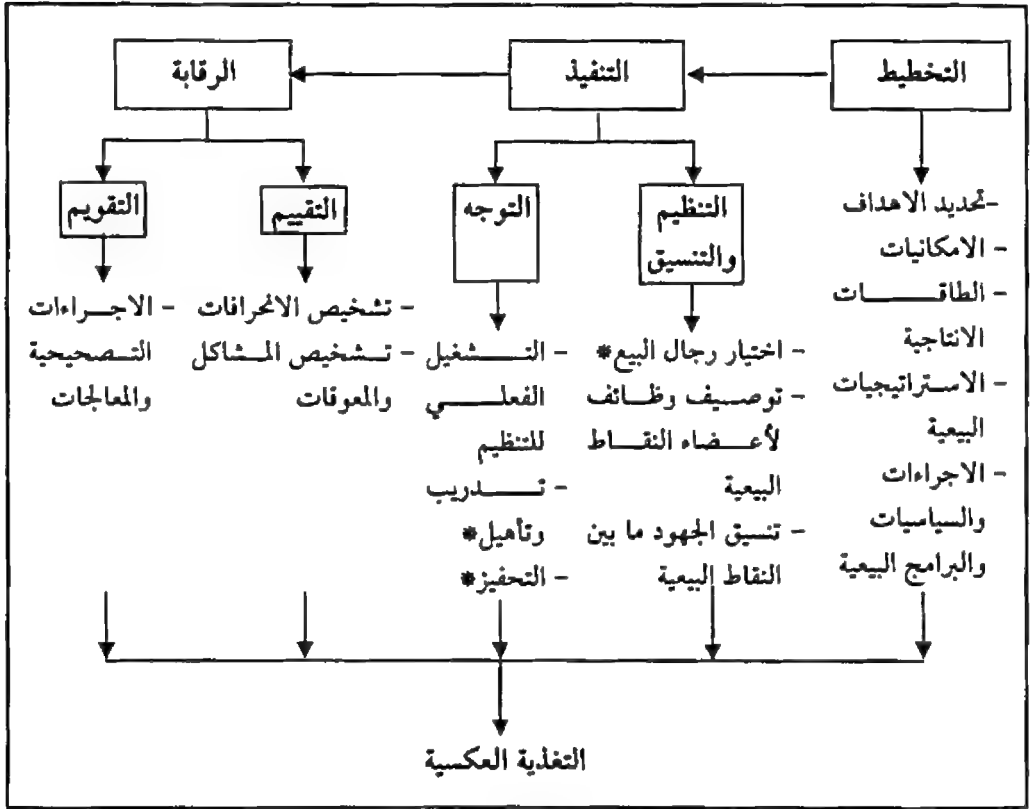 التخطيط
التنفيذ
الرقابة
-تحديد الاهداف
- الامكانيات
- الطاقات
الانتاجية
- الاستراتيجيات
البيعية
- الاجراءات
والسياسات
والبرامج البيعية
التنظيم
والتنسيق
- اختيار رجال البيع*
- توصيف وظائف
لأعضاء النقاط
البيعية
- تنسيق الجهود ما بين
النقاط البيعية
التوجه
- التشغيل
الفعلي
للتنظيم
- تدريب
وتأهيل*
- التحفيز*
التقييم
- تشخيص الانحرافات
- تشخيص المشاكل
والمعوقات
التقويم
- الاجراءات
التصحيحية
والمعالجات
التغذية العكسية